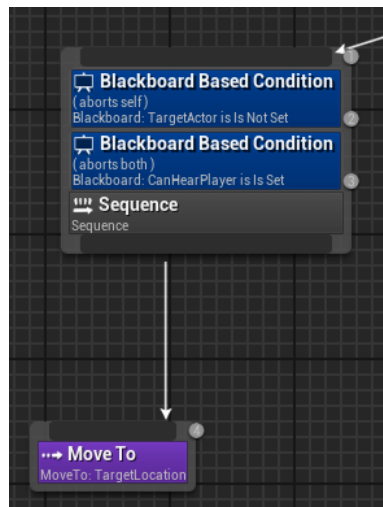 1
Blackboard Based Condition
( aborts self )
Blackboard: TargetActor is Is Not Set
2
Blackboard Based Condition
( aborts both )
Blackboard: CanHearPlayer is Is Set
3
Sequence
Sequence
4
Move To
MoveTo: TargetLocation